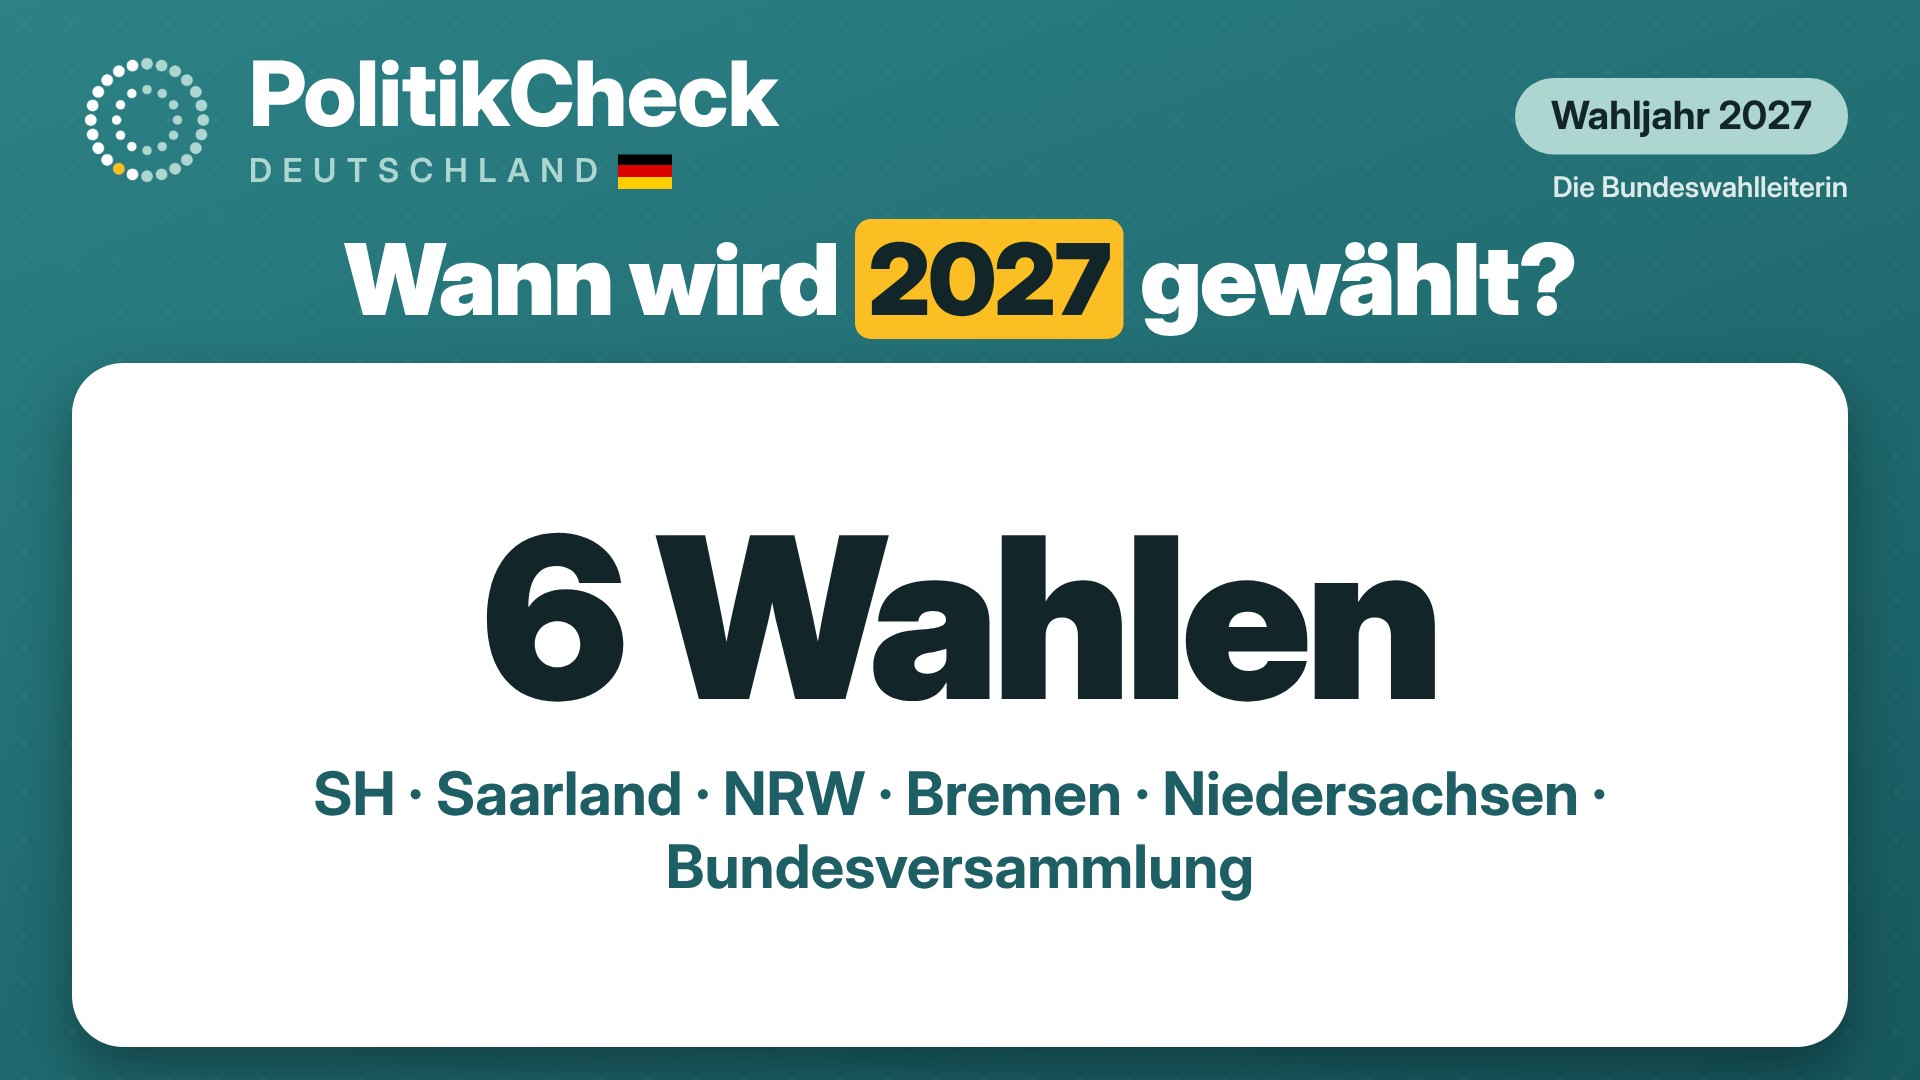 PolitikCheck
DEUTSCHLAND
Wahljahr 2027
Die Bundeswahlleiterin
Wann wird 2027 gewählt?
6 Wahlen
SH · Saarland · NRW · Bremen · Niedersachsen ·
Bundesversammlung